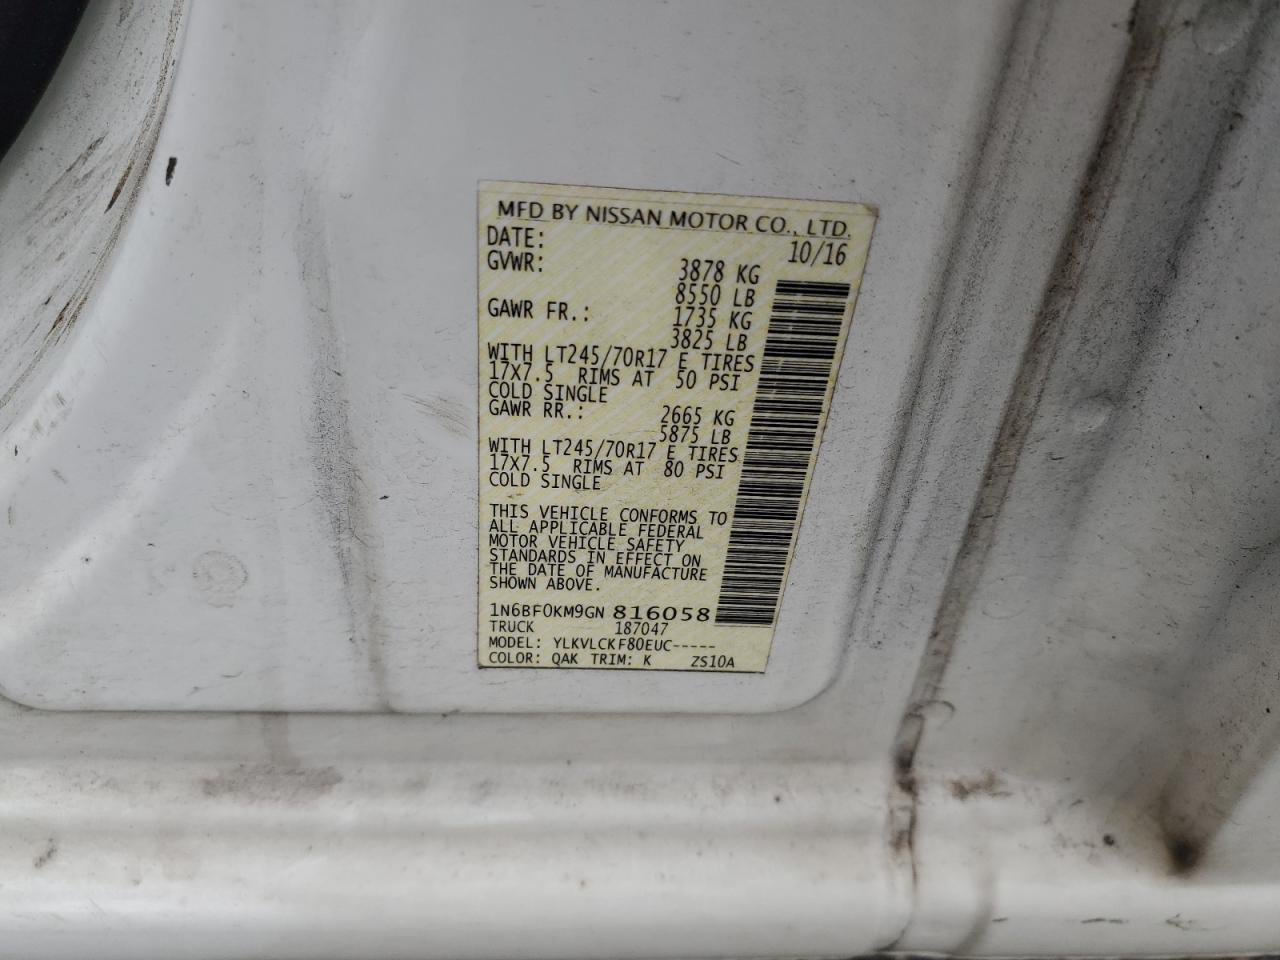 MFD BY NISSAN MOTOR CO., LTD.
DATE: 10/16
GVWR: 3878 KG
8550 LB
GAWR FR.: 1735 KG
3825 LB
WITH LT245/70R17 E TIRES
17X7.5 RIMS AT 50 PSI
COLD SINGLE
GAWR RR.: 2665 KG
5875 LB
WITH LT245/70R17 E TIRES
17X7.5 RIMS AT 80 PSI
COLD SINGLE
THIS VEHICLE CONFORMS TO
ALL APPLICABLE FEDERAL
MOTOR VEHICLE SAFETY
STANDARDS IN EFFECT ON
THE DATE OF MANUFACTURE
SHOWN ABOVE.
1N6BF0KM9GN 816058
TRUCK 187047
MODEL: YLKVLCKF80EUC-----
COLOR: QAK TRIM: K ZS10A